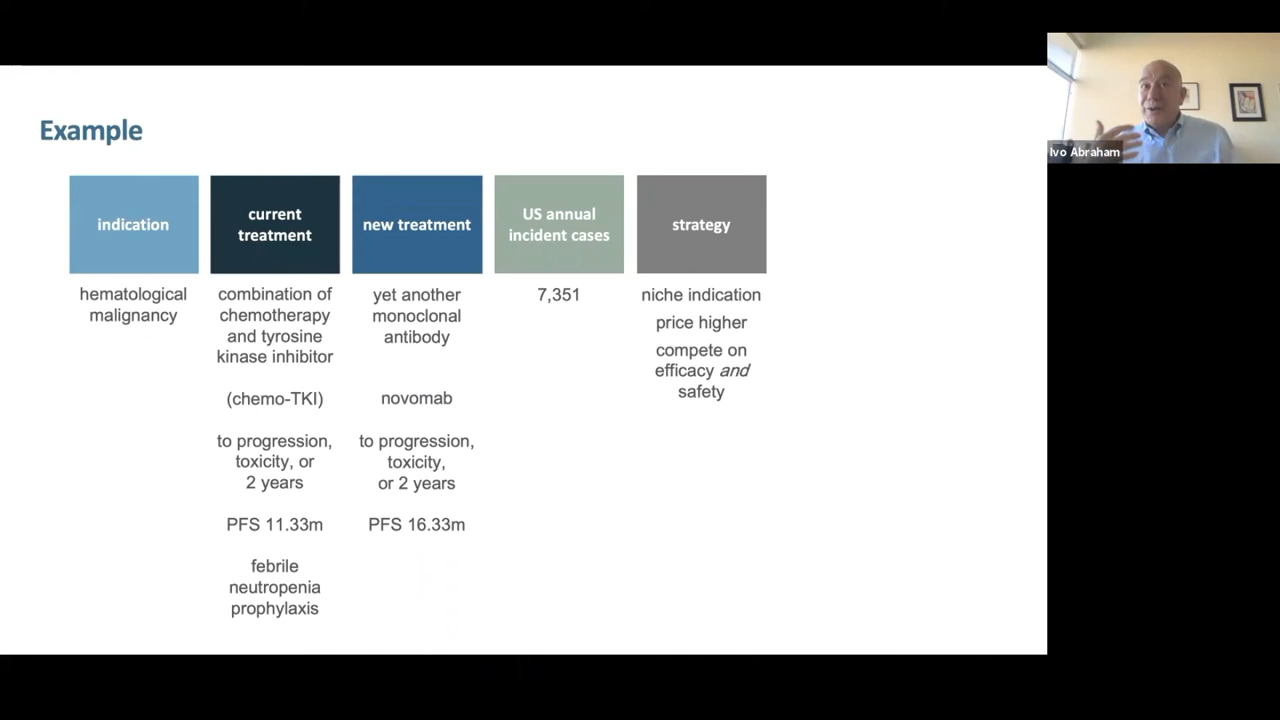 Example
indication
current
treatment
new treatment
US annual
incident cases
strategy
hematological
malignancy
combination of
chemotherapy
and tyrosine
kinase inhibitor
(chemo-TKI)
to progression,
toxicity, or
2 years
PFS 11.33m
febrile
neutropenia
prophylaxis
yet another
monoclonal
antibody
novomab
to progression,
toxicity,
or 2 years
PFS 16.33m
7,351
niche indication
price higher
compete on
efficacy and
safety
Ivo Abraham